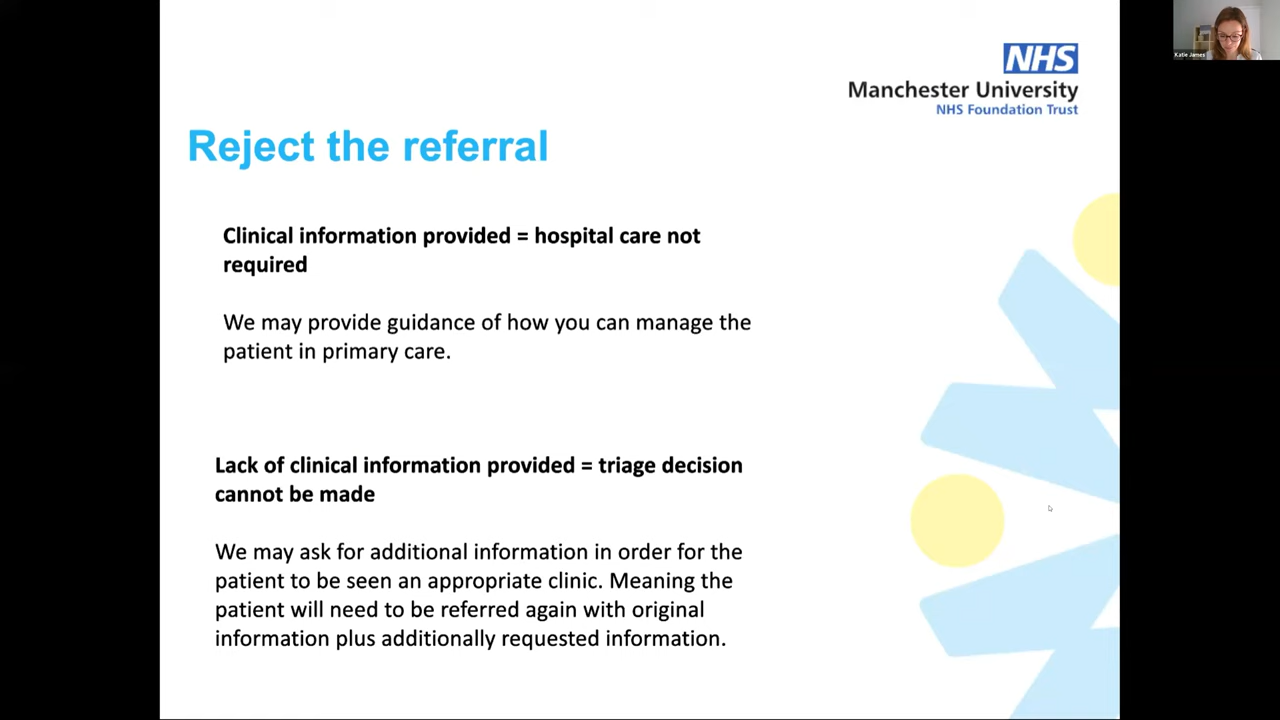 Katie James
NHS
Manchester University
NHS Foundation Trust
Reject the referral
Clinical information provided = hospital care not
required
We may provide guidance of how you can manage the
patient in primary care.
Lack of clinical information provided = triage decision
cannot be made
We may ask for additional information in order for the
patient to be seen an appropriate clinic. Meaning the
patient will need to be referred again with original
information plus additionally requested information.